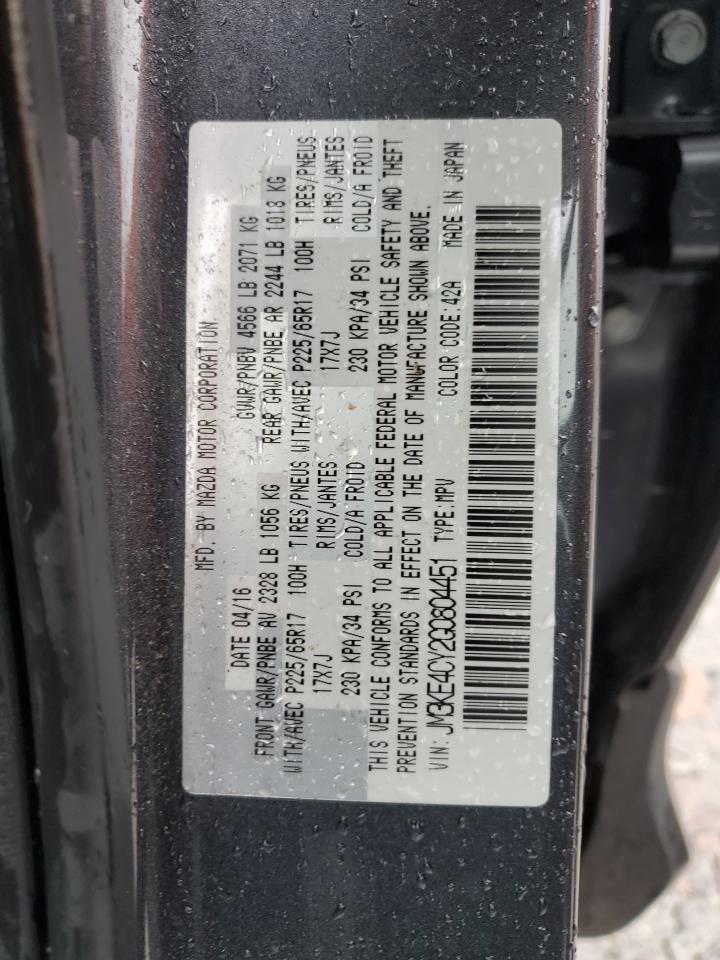 MFD. BY MAZDA MOTOR CORPORATION
DATE 04/16 GVWR/PNBV 4566 LB 2071 KG
FRONT GAWR/PNBE AV 2328 LB 1056 KG REAR GAWR/PNBE AR 2244 LB 1018 KG
WITH/AVEC P225/65R17 100H TIRES/PNEUS WITH/AVEC P225/65R17 100H TIRES/PNEUS
17X7J RIMS/JANTES 17X7J RIMS/JANTES
230 KPA/34 PSI COLD/A FROID 230 KPA/34 PSI COLD/A FROID
THIS VEHICLE CONFORMS TO ALL APPLICABLE FEDERAL MOTOR VEHICLE SAFETY AND THEFT
PREVENTION STANDARDS IN EFFECT ON THE DATE OF MANUFACTURE SHOWN ABOVE.
VIN: JM3KE4CY2G0804451 TYPE:MPV COLOR CODE:42A MADE IN JAPAN